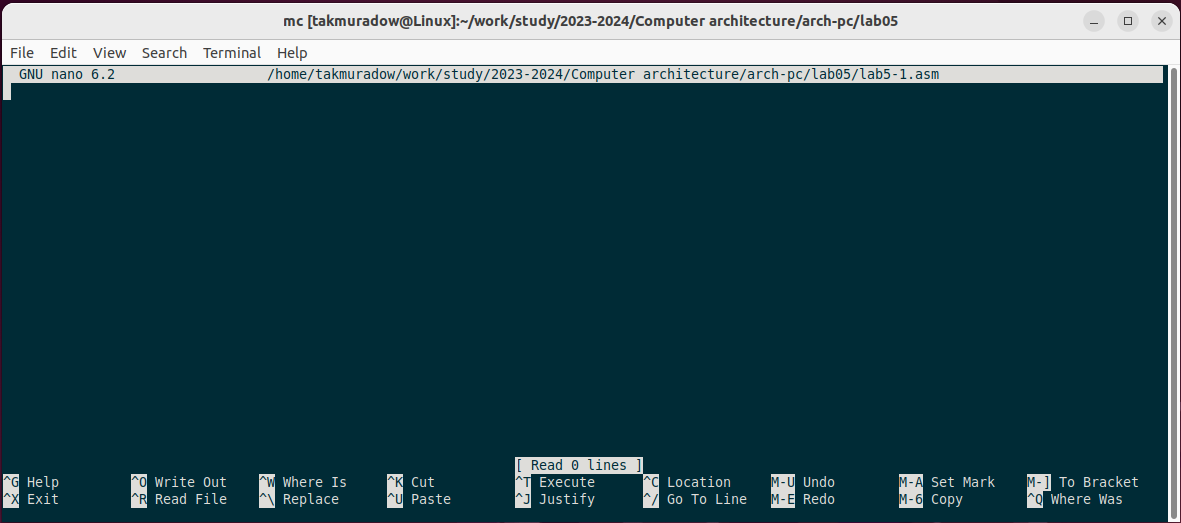 mc [takmuradow@Linux]:~/work/study/2023-2024/Computer architecture/arch-pc/lab05
File Edit View Search Terminal Help
GNU nano 6.2 /home/takmuradow/work/study/2023-2024/Computer architecture/arch-pc/lab05/lab5-1.asm
[ Read 0 lines ]
^G Help ^O Write Out ^W Where Is ^K Cut ^T Execute ^C Location M-U Undo M-A Set Mark M-] To Bracket
^X Exit ^R Read File ^\ Replace ^U Paste ^J Justify ^/ Go To Line M-E Redo M-6 Copy ^Q Where Was